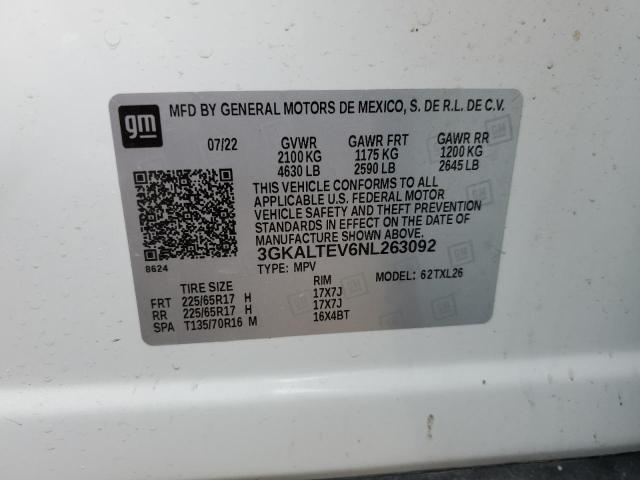 gm
MFD BY GENERAL MOTORS DE MEXICO, S. DE R.L. DE C.V.
07/22 GVWR GAWR FRT GAWR RR
2100 KG 1175 KG 1200 KG
4630 LB 2590 LB 2645 LB
THIS VEHICLE CONFORMS TO ALL
APPLICABLE U.S. FEDERAL MOTOR
VEHICLE SAFETY AND THEFT PREVENTION
STANDARDS IN EFFECT ON THE DATE OF
MANUFACTURE SHOWN ABOVE.
3GKALTEV6NL263092
8624
TYPE: MPV MODEL: 62TXL26
TIRE SIZE RIM
FRT 225/65R17 H 17X7J
RR 225/65R17 H 17X7J
SPA T135/70R16 M 16X4BT